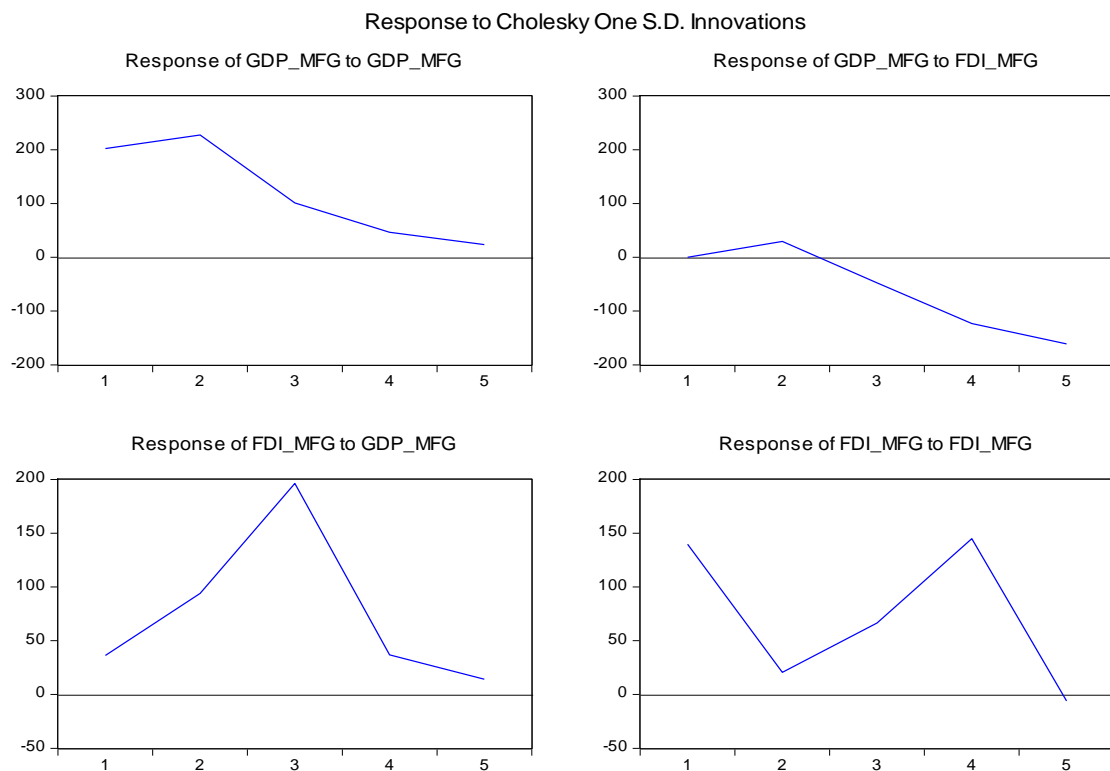 Response to Cholesky One S.D. Innovations
Response of GDP_MFG to GDP_MFG
300
200
100
0
-100
-200
1 2 3 4 5
Response of GDP_MFG to FDI_MFG
300
200
100
0
-100
-200
1 2 3 4 5
Response of FDI_MFG to GDP_MFG
200
150
100
50
0
-50
1 2 3 4 5
Response of FDI_MFG to FDI_MFG
200
150
100
50
0
-50
1 2 3 4 5